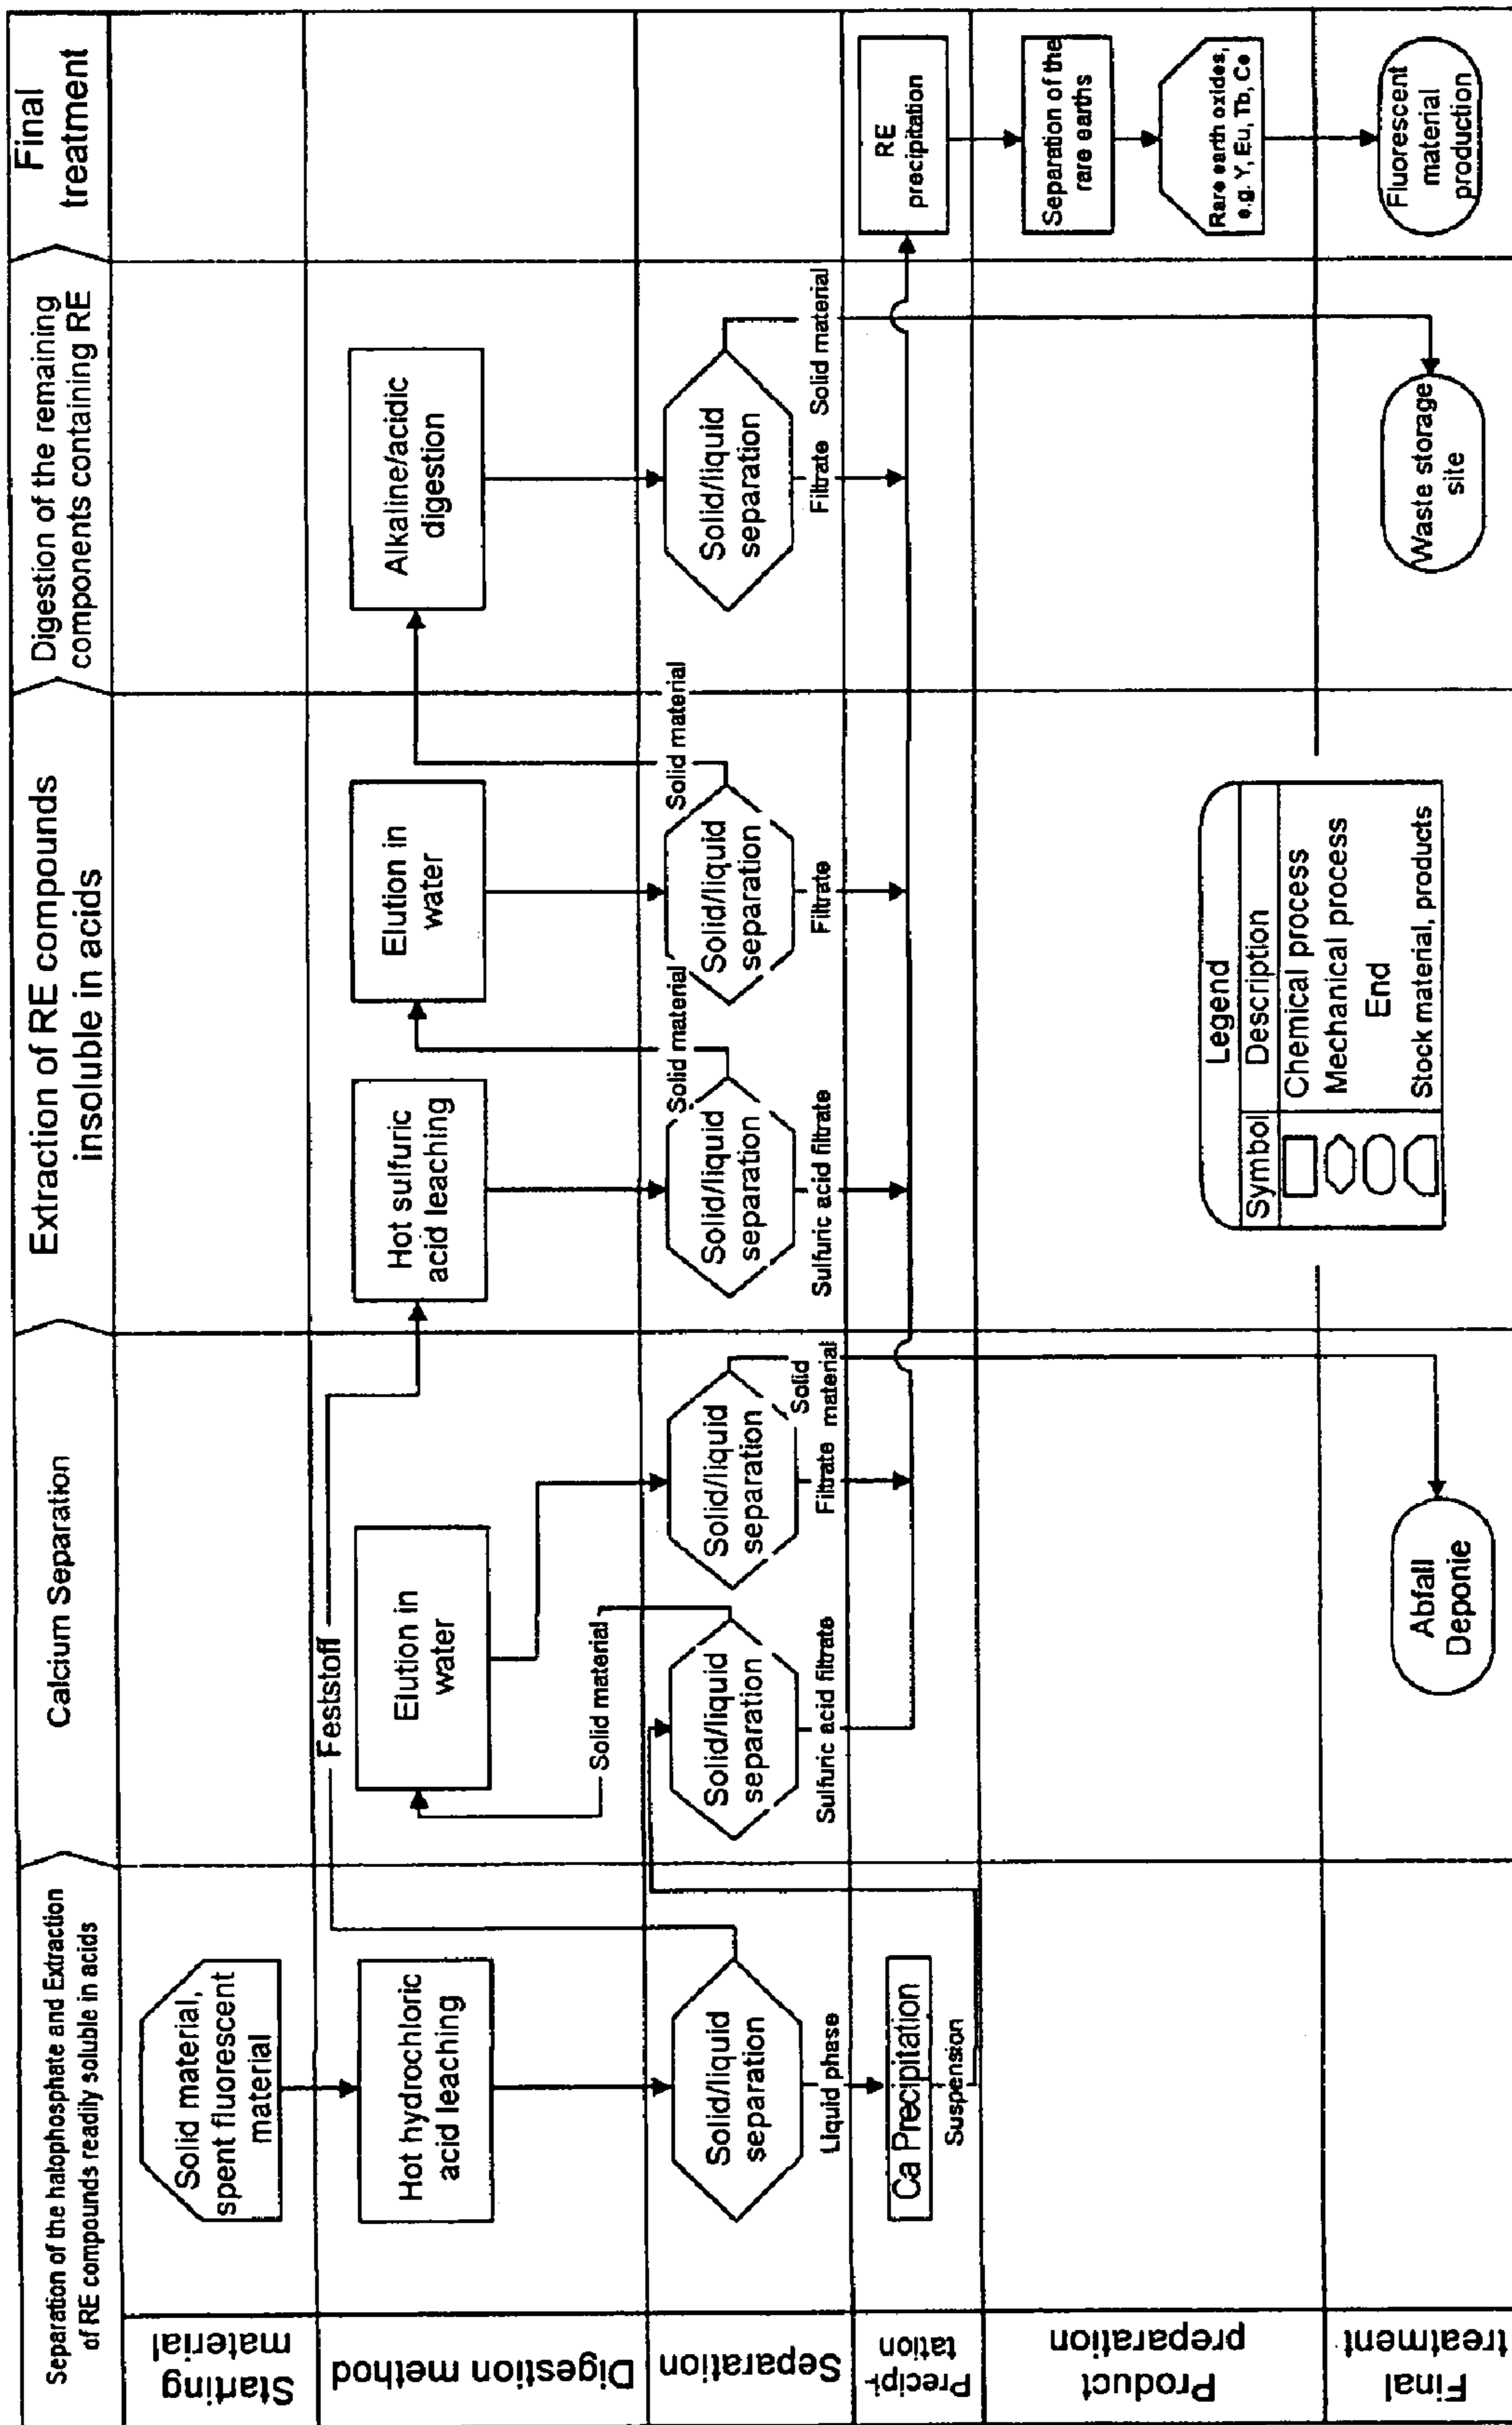 Separation of the halophosphate and Extraction
of RE compounds readily soluble in acids
Calcium Separation
Extraction of RE compounds
insoluble in acids
Digestion of the remaining
components containing RE
Final
treatment
Starting
material
Solid material,
spent fluorescent
material
Digestion method
Hot hydrochloric
acid leaching
Feststoff
Elution in
water
Hot sulfuric
acid leaching
Elution in
water
Alkaline/acidic
digestion
Solid material
Separation
Solid/liquid
separation
Solid/liquid
separation
Solid/liquid
separation
Solid/liquid
separation
Solid/liquid
separation
Solid/liquid
separation
Solid material
Solid material
Liquid phase
Sulfuric acid filtrate
Filtrate
Solid
material
Sulfuric acid filtrate
Filtrate
Filtrate
Solid material
Precipi-
tation
Ca Precipitation
Suspension
RE
precipitation
Product
preparation
Separation of the
rare earths
Rare earth oxides,
e.g. Y, Eu, Tb, Ce
Legend
Symbol
Description
Chemical process
Mechanical process
End
Stock material, products
Final
treatment
Abfall
Deponie
Waste storage
site
Fluorescent
material
production